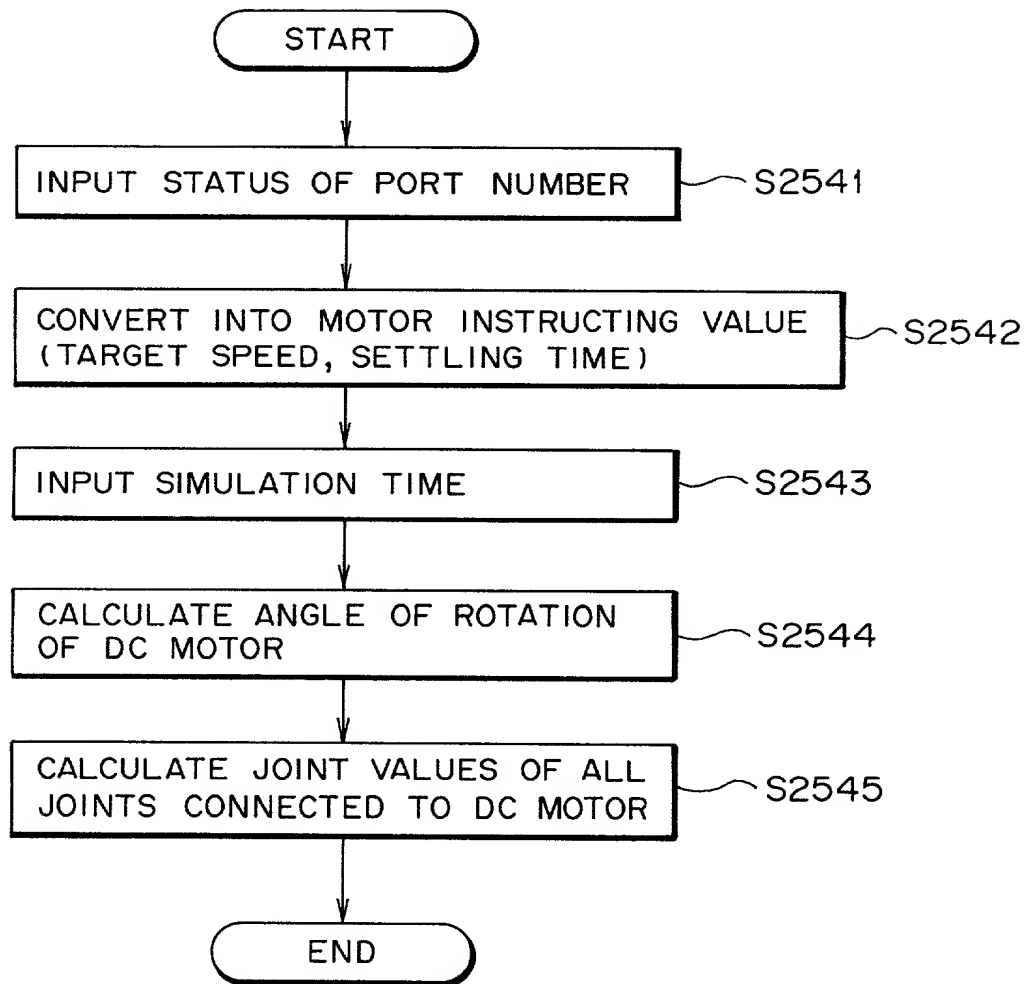 START
INPUT STATUS OF PORT NUMBER
S2541
CONVERT INTO MOTOR INSTRUCTING VALUE
(TARGET SPEED, SETTLING TIME)
S2542
INPUT SIMULATION TIME
S2543
CALCULATE ANGLE OF ROTATION
OF DC MOTOR
S2544
CALCULATE JOINT VALUES OF ALL
JOINTS CONNECTED TO DC MOTOR
S2545
END